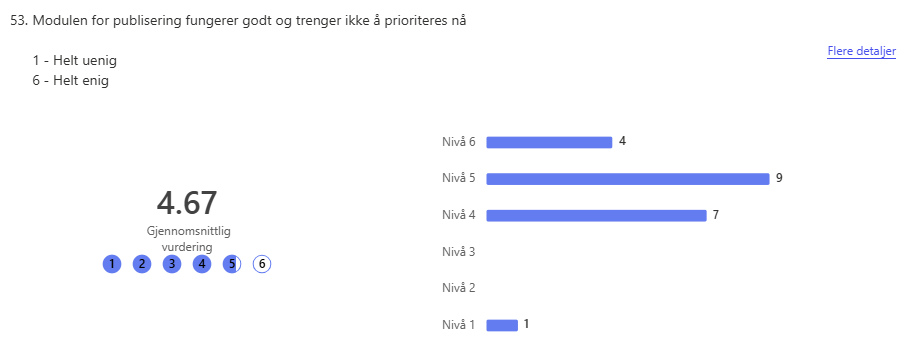 53. Modulen for publisering fungerer godt og trenger ikke å prioriteres nå
1 - Helt uenig
6 - Helt enig
Flere detaljer
4.67
Gjennomsnittlig
vurdering
1 2 3 4 5 6
Nivå 6 4
Nivå 5 9
Nivå 4 7
Nivå 3
Nivå 2
Nivå 1 1